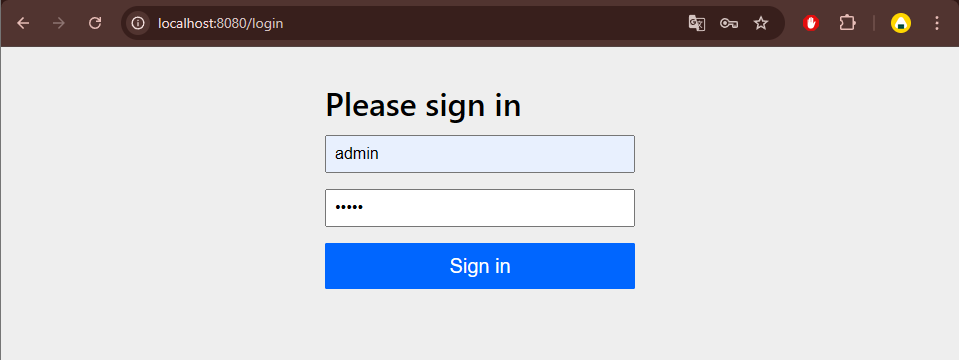 localhost:8080/login
Please sign in
admin
•••••
Sign in